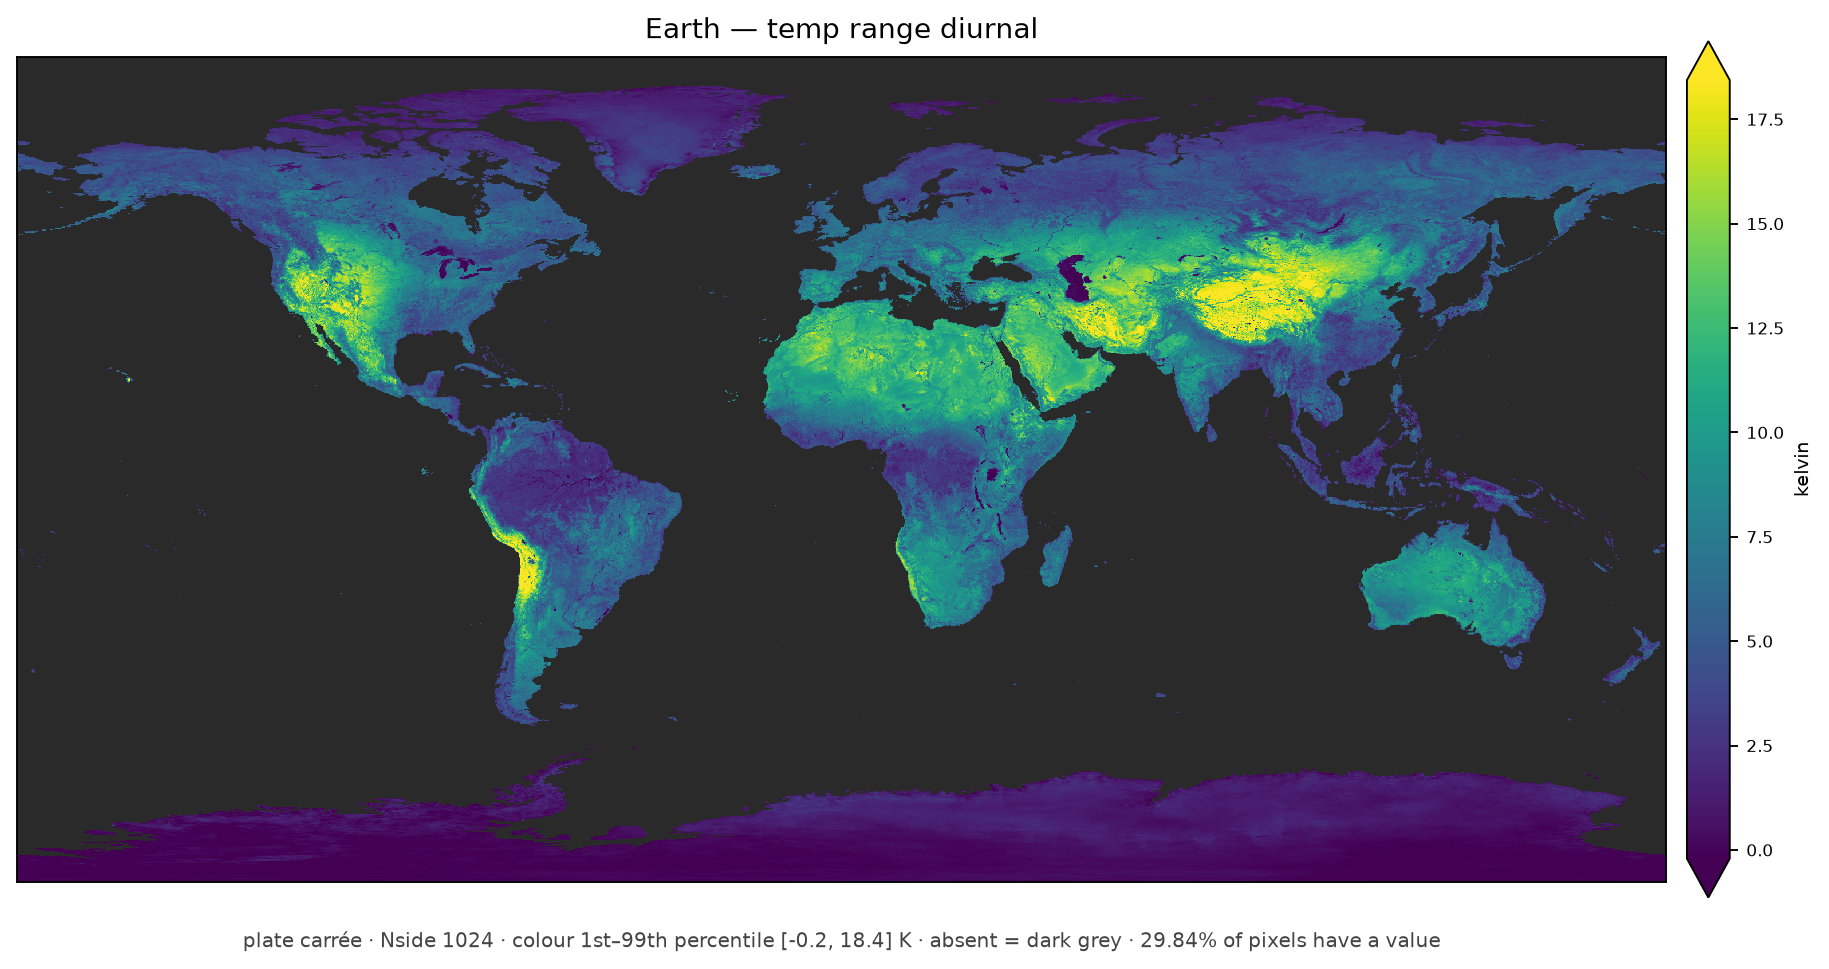 Earth — temp range diurnal
17.5
15.0
12.5
10.0
7.5
5.0
2.5
0.0
kelvin
plate carrée · Nside 1024 · colour 1st–99th percentile [-0.2, 18.4] K · absent = dark grey · 29.84% of pixels have a value